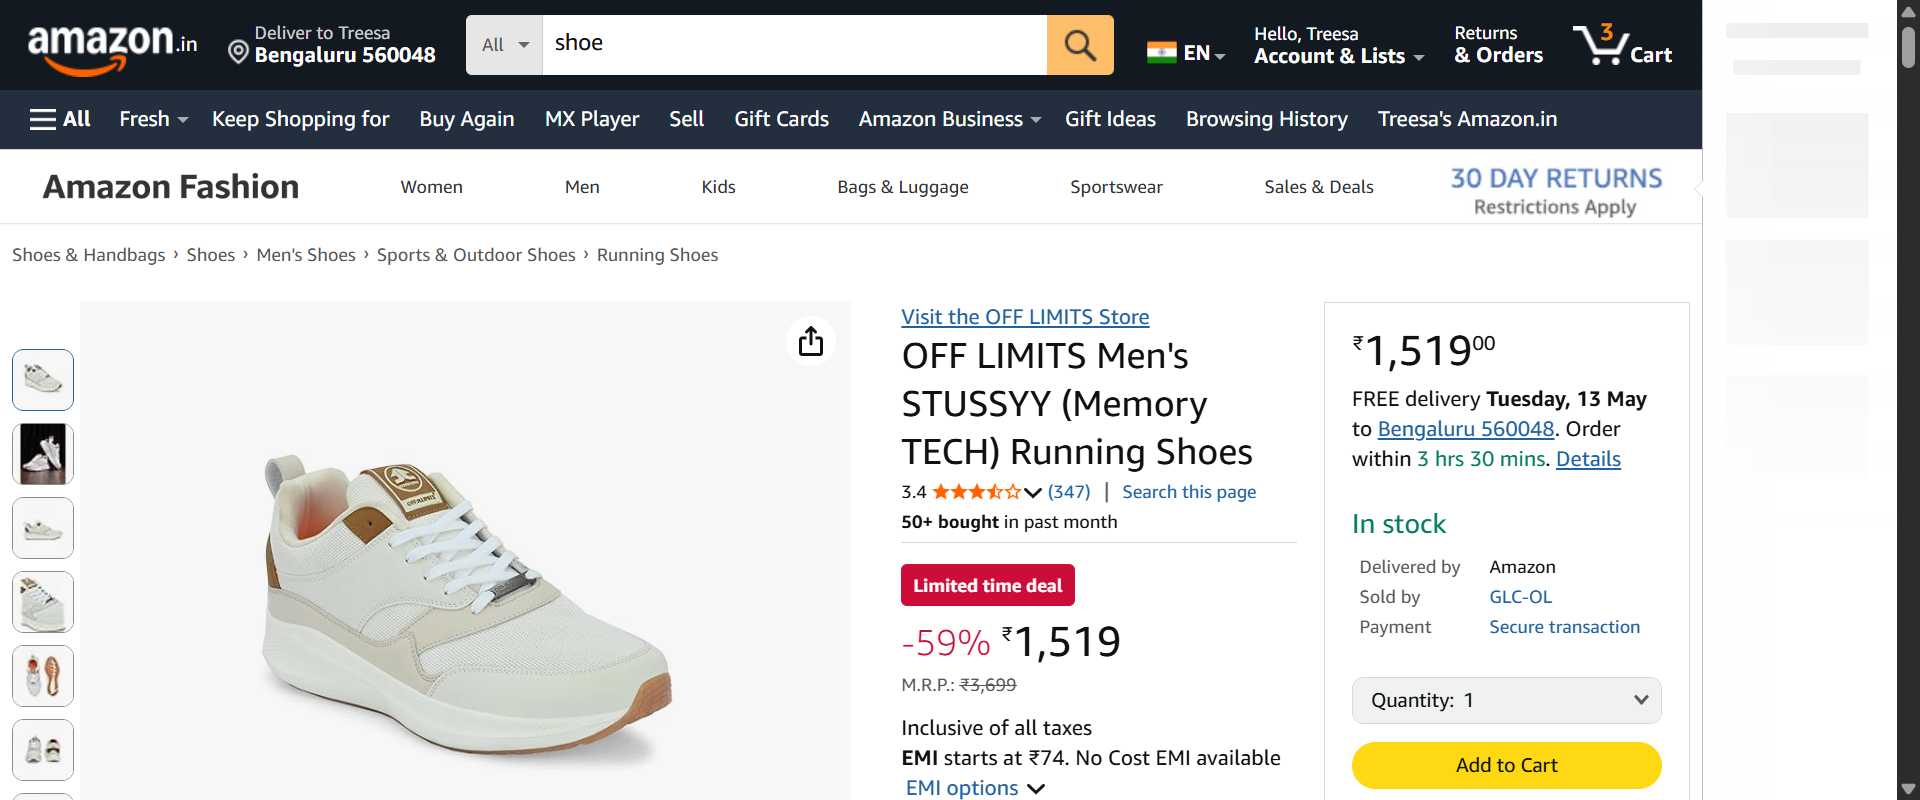 amazon.in
Deliver to Treesa
Bengaluru 560048
All
shoe
EN
Hello, Treesa
Account & Lists
Returns
& Orders
3
Cart
All
Fresh
Keep Shopping for
Buy Again
MX Player
Sell
Gift Cards
Amazon Business
Gift Ideas
Browsing History
Treesa's Amazon.in
Amazon Fashion
Women
Men
Kids
Bags & Luggage
Sportswear
Sales & Deals
30 DAY RETURNS
Restrictions Apply
Shoes & Handbags › Shoes › Men's Shoes › Sports & Outdoor Shoes › Running Shoes
Visit the OFF LIMITS Store
OFF LIMITS Men's
STUSSYY (Memory
TECH) Running Shoes
3.4 (347) | Search this page
50+ bought in past month
Limited time deal
-59% ₹1,519
M.R.P.: ₹3,699
Inclusive of all taxes
EMI starts at ₹74. No Cost EMI available
EMI options
₹1,51900
FREE delivery Tuesday, 13 May
to Bengaluru 560048. Order
within 3 hrs 30 mins. Details
In stock
Delivered by Amazon
Sold by GLC-OL
Payment Secure transaction
Quantity: 1
Add to Cart